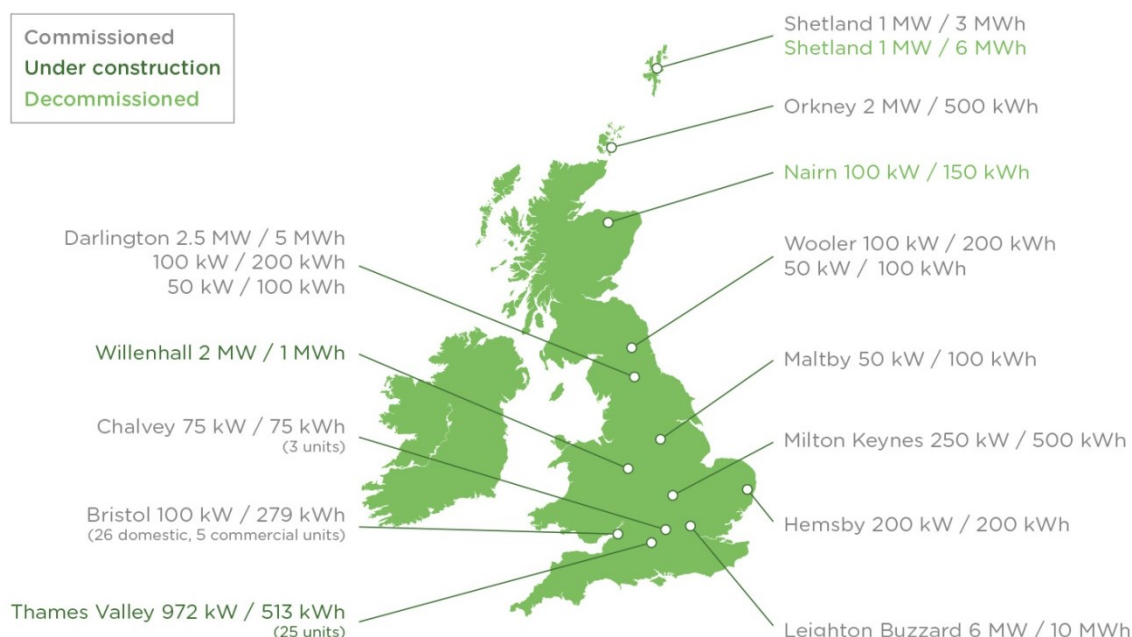 Commissioned
Under construction
Decommissioned
Shetland 1 MW / 3 MWh
Shetland 1 MW / 6 MWh
Orkney 2 MW / 500 kWh
Nairn 100 kW / 150 kWh
Darlington 2.5 MW / 5 MWh
100 kW / 200 kWh
50 kW / 100 kWh
Wooler 100 kW / 200 kWh
50 kW / 100 kWh
Willenhall 2 MW / 1 MWh
Maltby 50 kW / 100 kWh
Chalvey 75 kW / 75 kWh
(3 units)
Milton Keynes 250 kW / 500 kWh
Bristol 100 kW / 279 kWh
(26 domestic, 5 commercial units)
Hemsby 200 kW / 200 kWh
Thames Valley 972 kW / 513 kWh
(25 units)
Leighton Buzzard 6 MW / 10 MWh